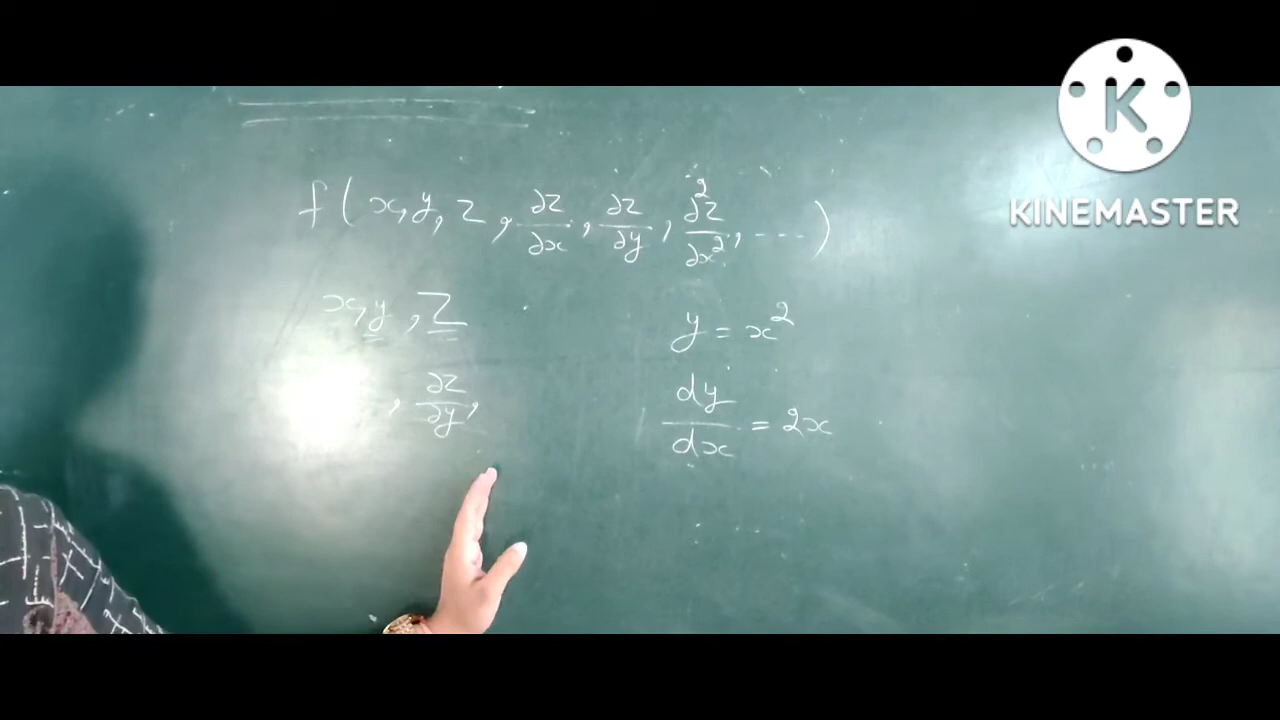 f(x, y, z, ∂z/∂x, ∂z/∂y, ∂²z/∂x², ----)
x, y, z
, ∂z/∂y,
y = x²
dy/dx = 2x
K
KINEMASTER